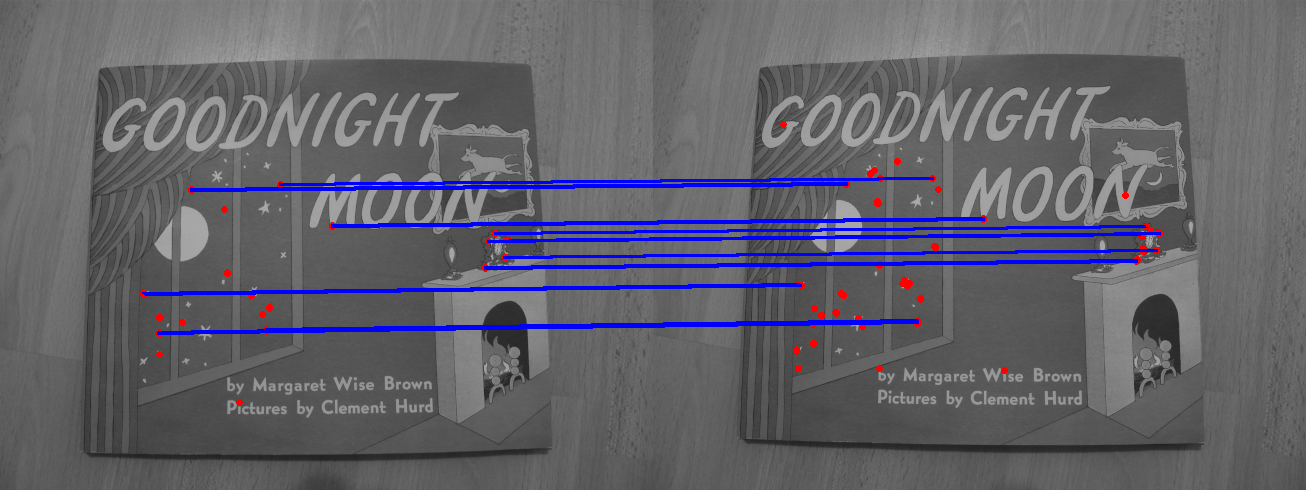 GOODNIGHT
MOON
by Margaret Wise Brown
Pictures by Clement Hurd
GOODNIGHT
MOON
by Margaret Wise Brown
Pictures by Clement Hurd